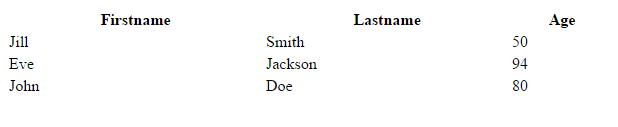 Firstname Lastname Age
Jill Smith 50
Eve Jackson 94
John Doe 80